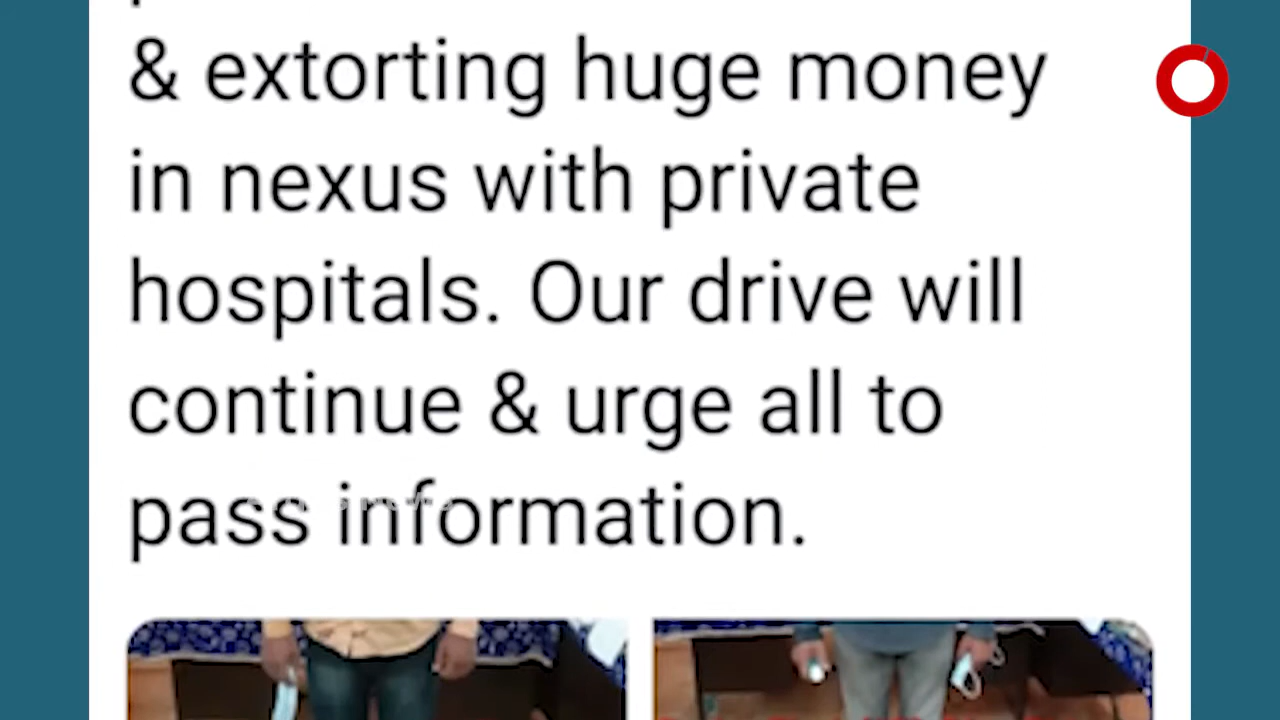 & extorting huge money
in nexus with private
hospitals. Our drive will
continue & urge all to
pass information.